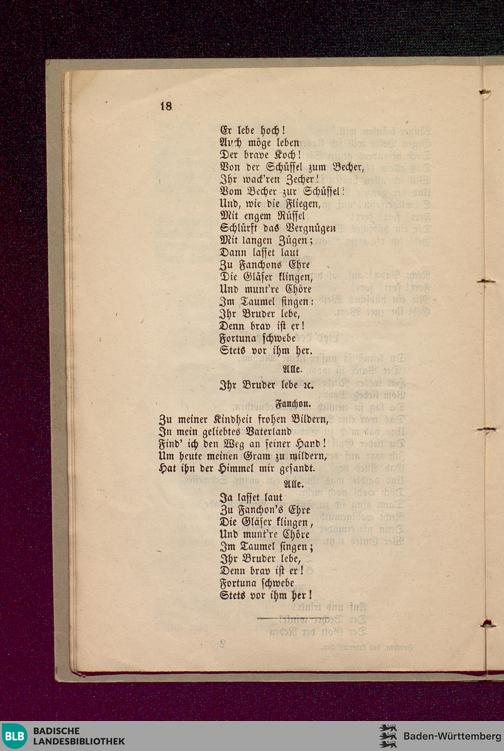 18
Er lebe hoch!
Auch möge leben
Der brave Koch!
Von der Schüssel zum Becher,
Ihr wack'ren Zecher!
Vom Becher zur Schüssel!
Und, wie die Fliegen,
Mit engem Rüssel
Schlürft das Vergnügen
Mit langen Zügen;
Dann lasset laut
Zu Fanchons Ehre
Die Gläser klingen,
Und munt're Chöre
Im Taumel singen:
Ihr Bruder lebe,
Denn brav ist er!
Fortuna schwebe
Stets vor ihm her.
Alle.
Ihr Bruder lebe ꝛc.
Fanchon.
Zu meiner Kindheit frohen Bildern,
In mein geliebtes Vaterland
Find' ich den Weg an seiner Hand!
Um heute meinen Gram zu mildern,
Hat ihn der Himmel mir gesandt.
Alle.
Ja lasset laut
Zu Fanchon's Ehre
Die Gläser klingen,
Und munt're Chöre
Im Taumel singen;
Ihr Bruder lebe,
Denn brav ist er!
Fortuna schwebe
Stets vor ihm her!
BLB BADISCHE LANDESBIBLIOTHEK
Baden-Württemberg